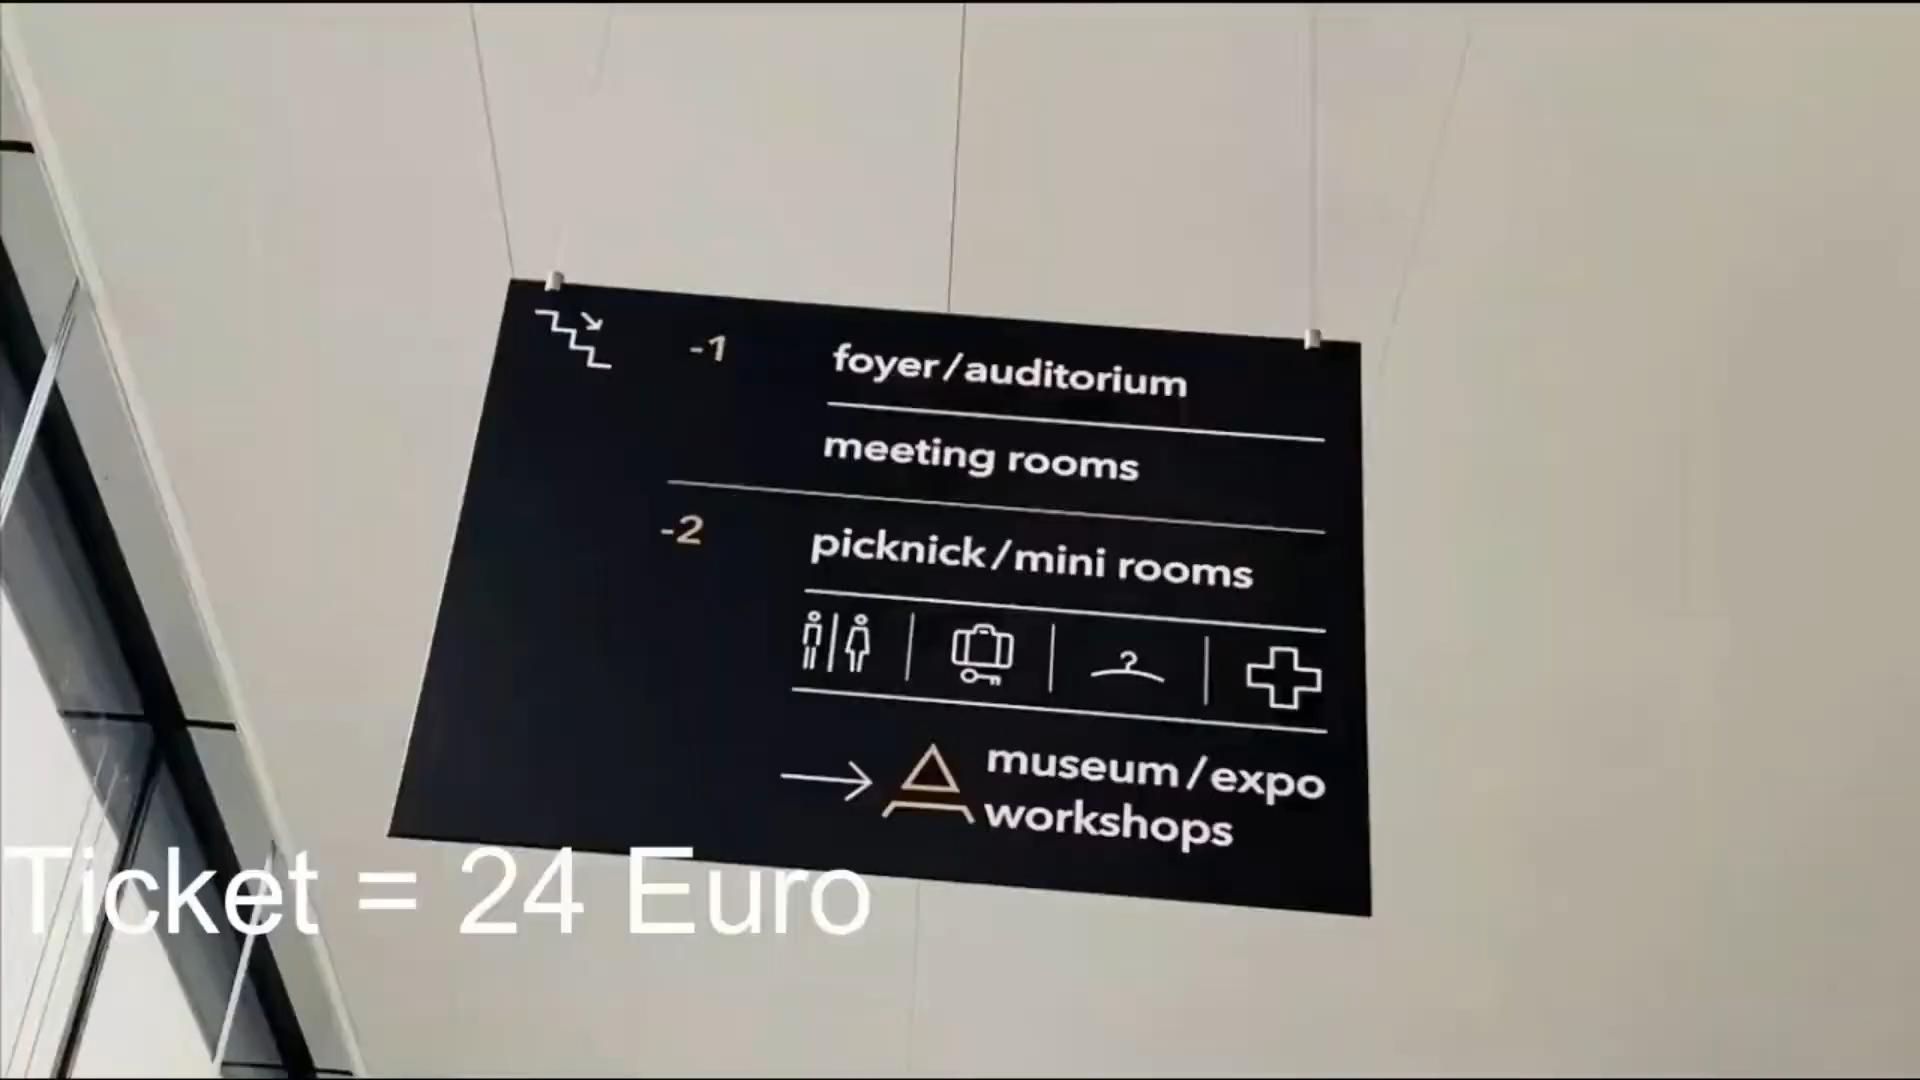 -1 foyer/auditorium
meeting rooms
-2 picknick/mini rooms
museum/expo
workshops
Ticket = 24 Euro